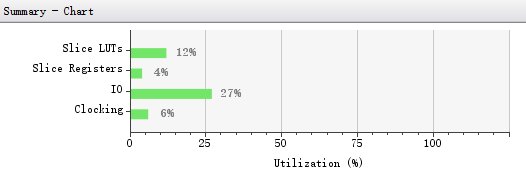 Summary - Chart
Slice LUTs 12%
Slice Registers 4%
IO 27%
Clocking 6%
0 25 50 75 100
Utilization (%)